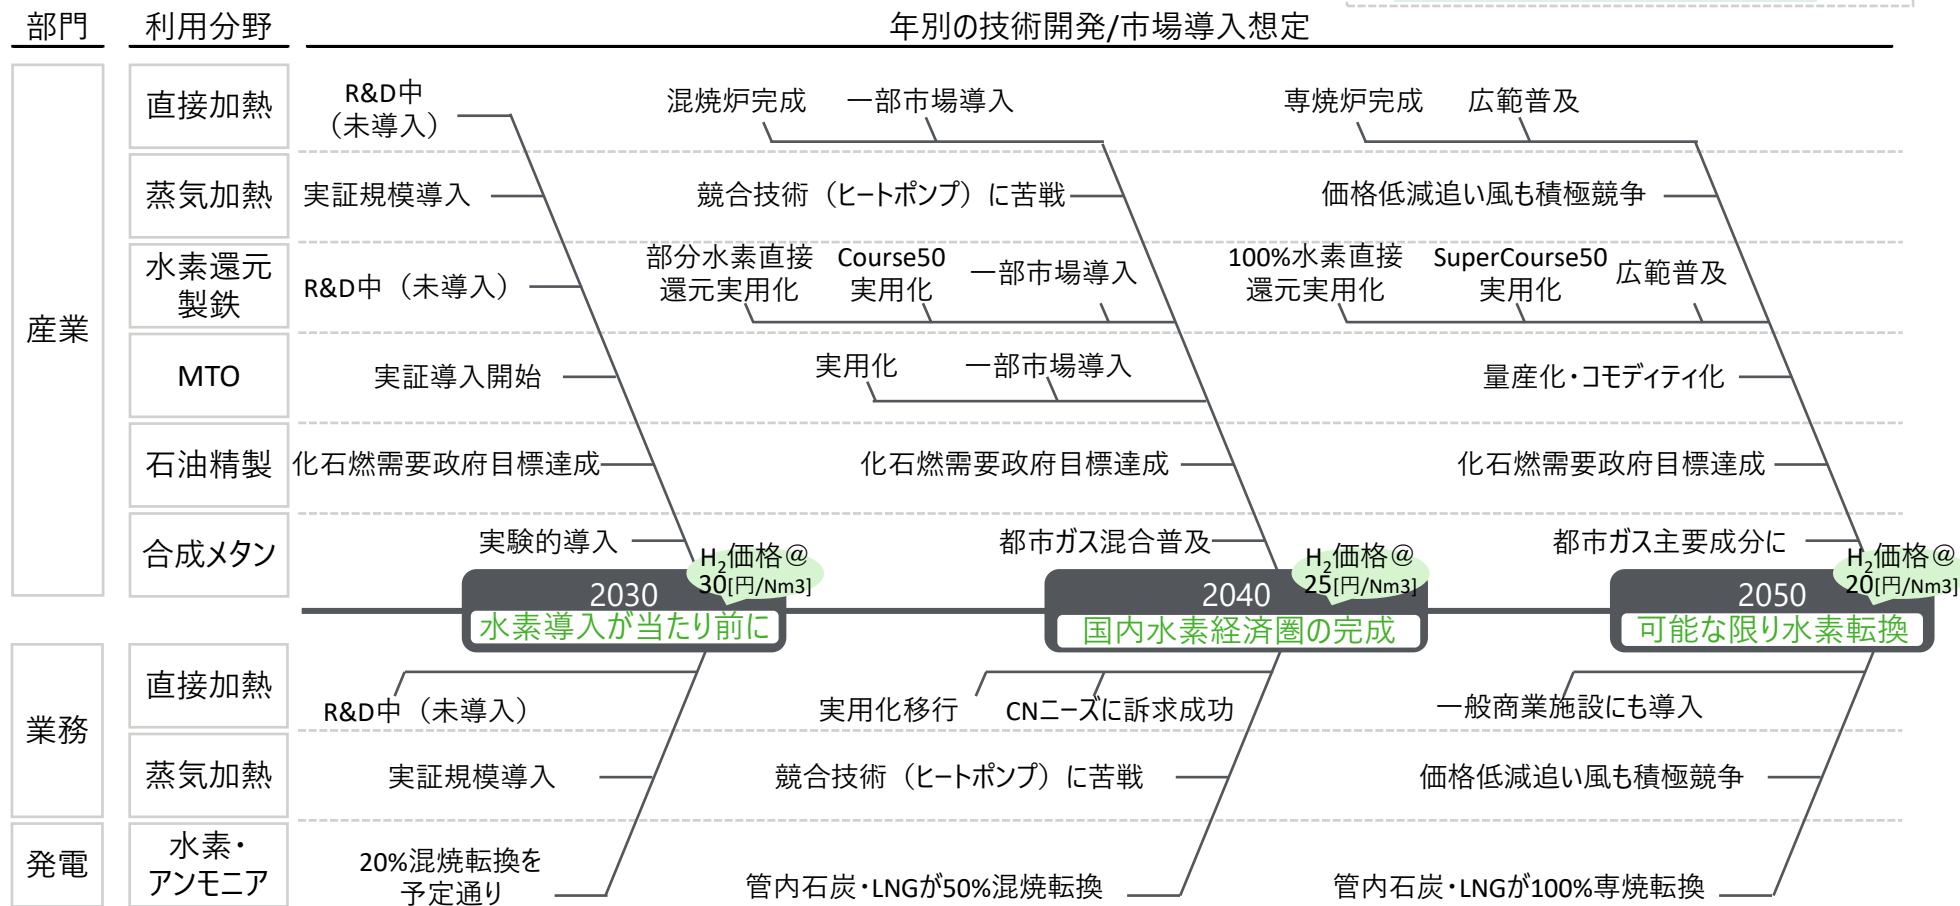 部門 利用分野 年別の技術開発/市場導入想定
産業
直接加熱
R&D中
（未導入）
混焼炉完成 一部市場導入
専焼炉完成 広範普及
蒸気加熱
実証規模導入
競合技術（ヒートポンプ）に苦戦
価格低減追い風も積極競争
水素還元
製鉄
R&D中（未導入）
部分水素直接
還元実用化
Course50
実用化
一部市場導入
100%水素直接
還元実用化
SuperCourse50
実用化
広範普及
MTO
実証導入開始
実用化 一部市場導入
量産化・コモディティ化
石油精製
化石燃需要政府目標達成
化石燃需要政府目標達成
化石燃需要政府目標達成
合成メタン
実験的導入
都市ガス混合普及
都市ガス主要成分に
H2価格@
30[円/Nm3]
H2価格@
25[円/Nm3]
H2価格@
20[円/Nm3]
2030
水素導入が当たり前に
2040
国内水素経済圏の完成
2050
可能な限り水素転換
業務
直接加熱
R&D中（未導入）
実用化移行 CNニーズに訴求成功
一般商業施設にも導入
蒸気加熱
実証規模導入
競合技術（ヒートポンプ）に苦戦
価格低減追い風も積極競争
発電
水素・
アンモニア
20%混焼転換を
予定通り
管内石炭・LNGが50%混焼転換
管内石炭・LNGが100%専焼転換